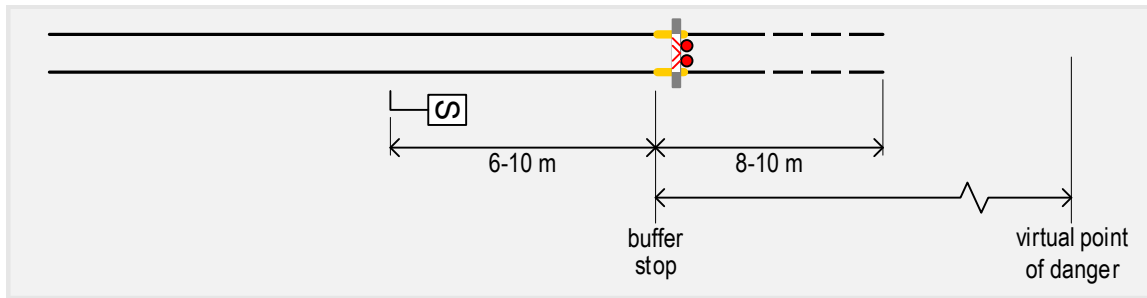 S
6-10 m
8-10 m
buffer
stop
virtual point
of danger